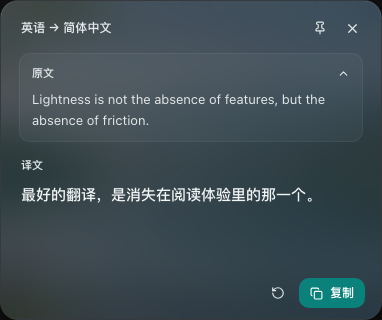 英语 → 简体中文
原文
Lightness is not the absence of features, but the
absence of friction.
译文
最好的翻译，是消失在阅读体验里的那一个。
复制